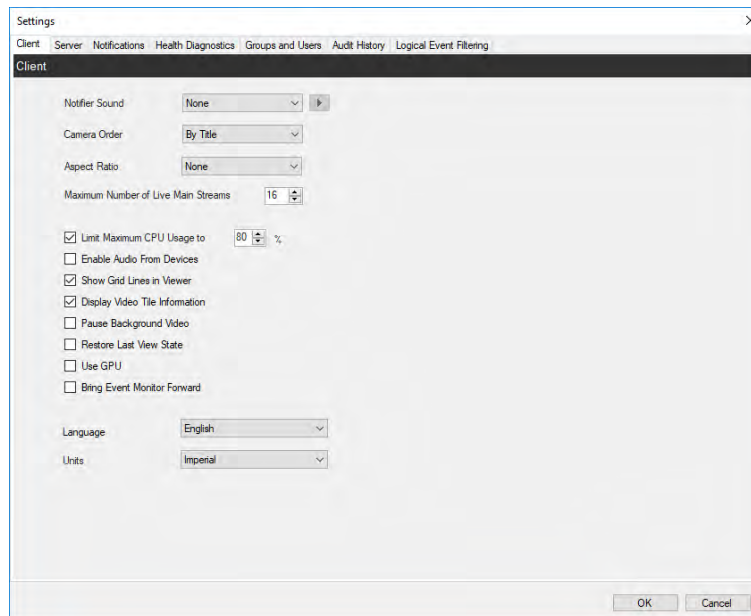 Settings
Client Server Notifications Health Diagnostics Groups and Users Audit History Logical Event Filtering
Client
Notifier Sound None
Camera Order By Title
Aspect Ratio None
Maximum Number of Live Main Streams 16
Limit Maximum CPU Usage to 80 %
Enable Audio From Devices
Show Grid Lines in Viewer
Display Video Tile Information
Pause Background Video
Restore Last View State
Use GPU
Bring Event Monitor Forward
Language English
Units Imperial
OK Cancel